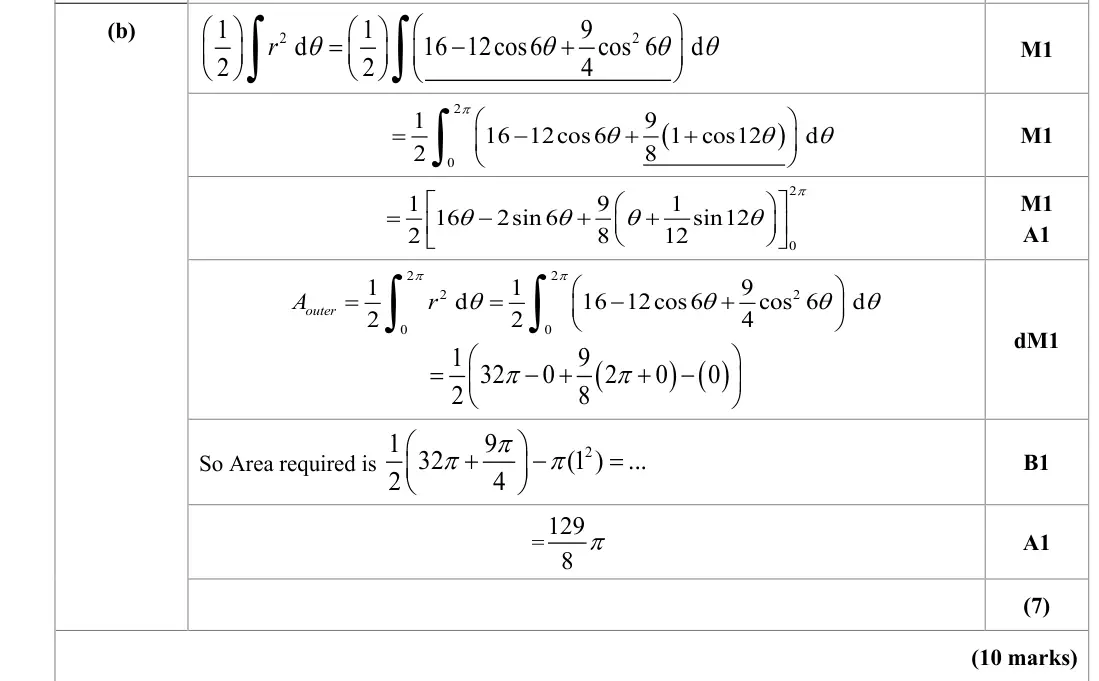 (b) (1/2)∫ r² dθ = (1/2)∫ (16 − 12cos6θ + 9/4 cos² 6θ) dθ M1
= 1/2 ∫₀^{2π} (16 − 12cos6θ + 9/8 (1 + cos12θ)) dθ M1
= 1/2 [16θ − 2sin6θ + 9/8 (θ + 1/12 sin12θ)]₀^{2π} M1
A1
A_{outer} = 1/2 ∫₀^{2π} r² dθ = 1/2 ∫₀^{2π} (16 − 12cos6θ + 9/4 cos² 6θ) dθ
dM1
= 1/2 (32π − 0 + 9/8 (2π + 0) − (0))
So Area required is 1/2 (32π + 9π/4) − π(1²) = ... B1
= 129/8 π A1
(7)
(10 marks)